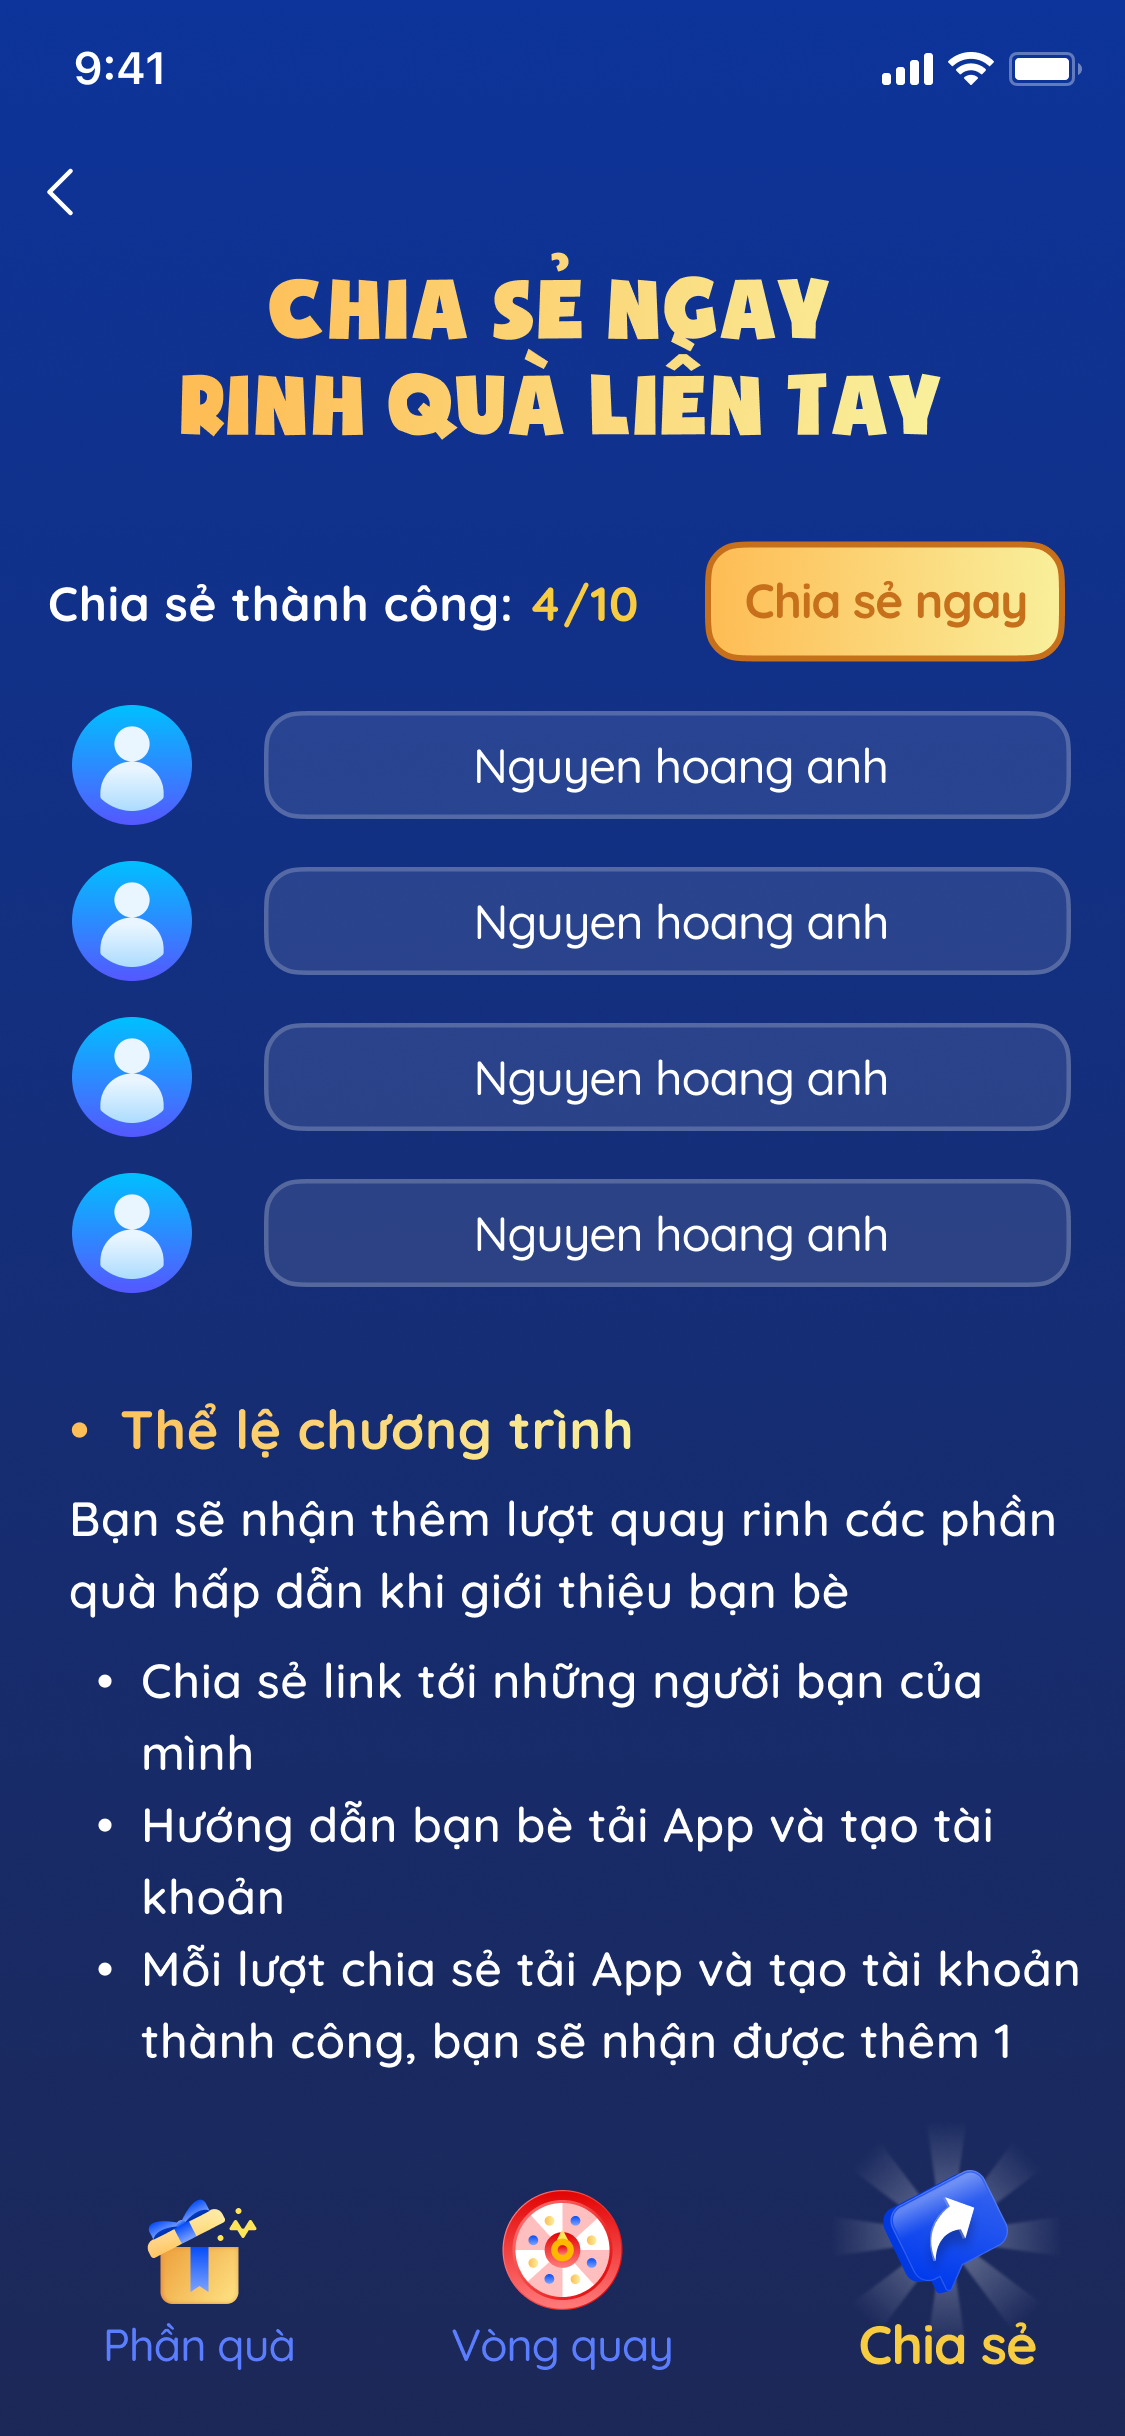 9:41
CHIA SẺ NGAY
RINH QUÀ LIỀN TAY
Chia sẻ thành công: 4/10
Chia sẻ ngay
Nguyen hoang anh
Nguyen hoang anh
Nguyen hoang anh
Nguyen hoang anh
• Thể lệ chương trình
Bạn sẽ nhận thêm lượt quay rinh các phần
quà hấp dẫn khi giới thiệu bạn bè
• Chia sẻ link tới những người bạn của
mình
• Hướng dẫn bạn bè tải App và tạo tài
khoản
• Mỗi lượt chia sẻ tải App và tạo tài khoản
thành công, bạn sẽ nhận được thêm 1
Phần quà
Vòng quay
Chia sẻ